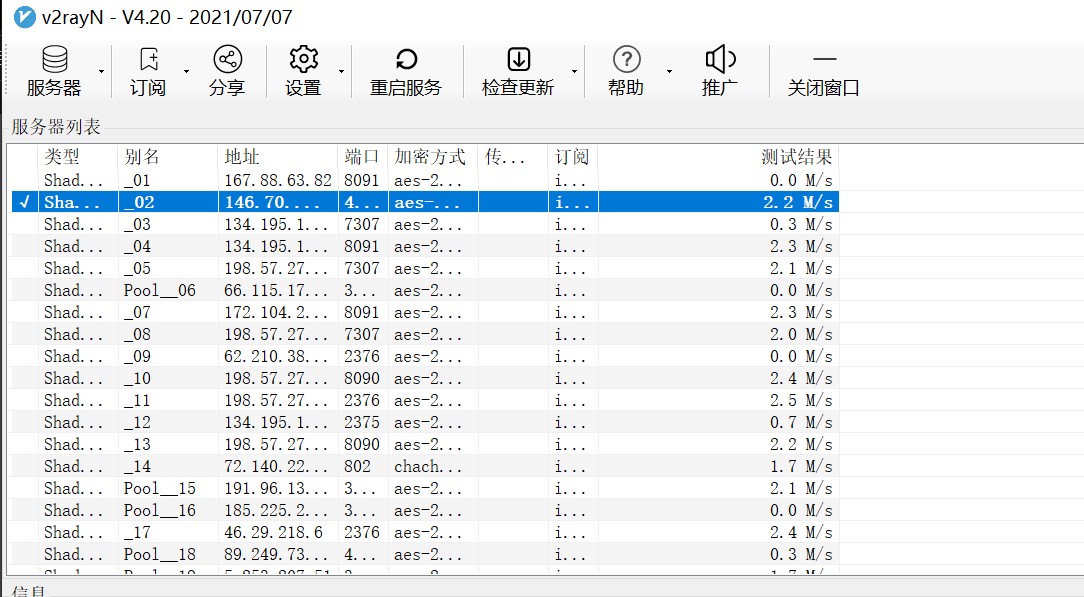 v2rayN - V4.20 - 2021/07/07
服务器 订阅 分享 设置 重启服务 检查更新 帮助 推广 关闭窗口
服务器列表
类型 别名 地址 端口 加密方式 传... 订阅 测试结果
Shad... _01 167.88.63.82 8091 aes-2... i... 0.0 M/s
√ Sha... _02 146.70.... 4... aes-... i... 2.2 M/s
Shad... _03 134.195.1... 7307 aes-2... i... 0.3 M/s
Shad... _04 134.195.1... 8091 aes-2... i... 2.3 M/s
Shad... _05 198.57.27... 7307 aes-2... i... 2.1 M/s
Shad... Pool__06 66.115.17... 3... aes-2... i... 0.0 M/s
Shad... _07 172.104.2... 8091 aes-2... i... 2.3 M/s
Shad... _08 198.57.27... 7307 aes-2... i... 2.0 M/s
Shad... _09 62.210.38... 2376 aes-2... i... 0.0 M/s
Shad... _10 198.57.27... 8090 aes-2... i... 2.4 M/s
Shad... _11 198.57.27... 2376 aes-2... i... 2.5 M/s
Shad... _12 134.195.1... 2375 aes-2... i... 0.7 M/s
Shad... _13 198.57.27... 8090 aes-2... i... 2.2 M/s
Shad... _14 72.140.22... 802 chach... i... 1.7 M/s
Shad... Pool__15 191.96.13... 3... aes-2... i... 2.1 M/s
Shad... Pool__16 185.225.2... 3... aes-2... i... 0.0 M/s
Shad... _17 46.29.218.6 2376 aes-2... i... 2.4 M/s
Shad... Pool__18 89.249.73... 4... aes-2... i... 0.3 M/s
信息